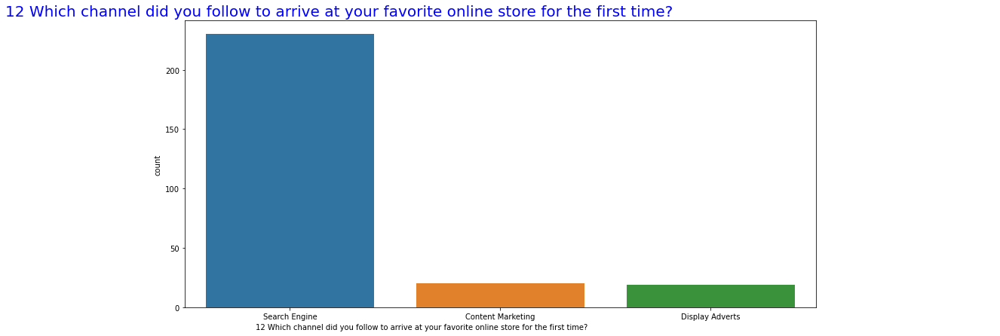 12 Which channel did you follow to arrive at your favorite online store for the first time?
200
150
100
50
0
count
Search Engine
Content Marketing
Display Adverts
12 Which channel did you follow to arrive at your favorite online store for the first time?